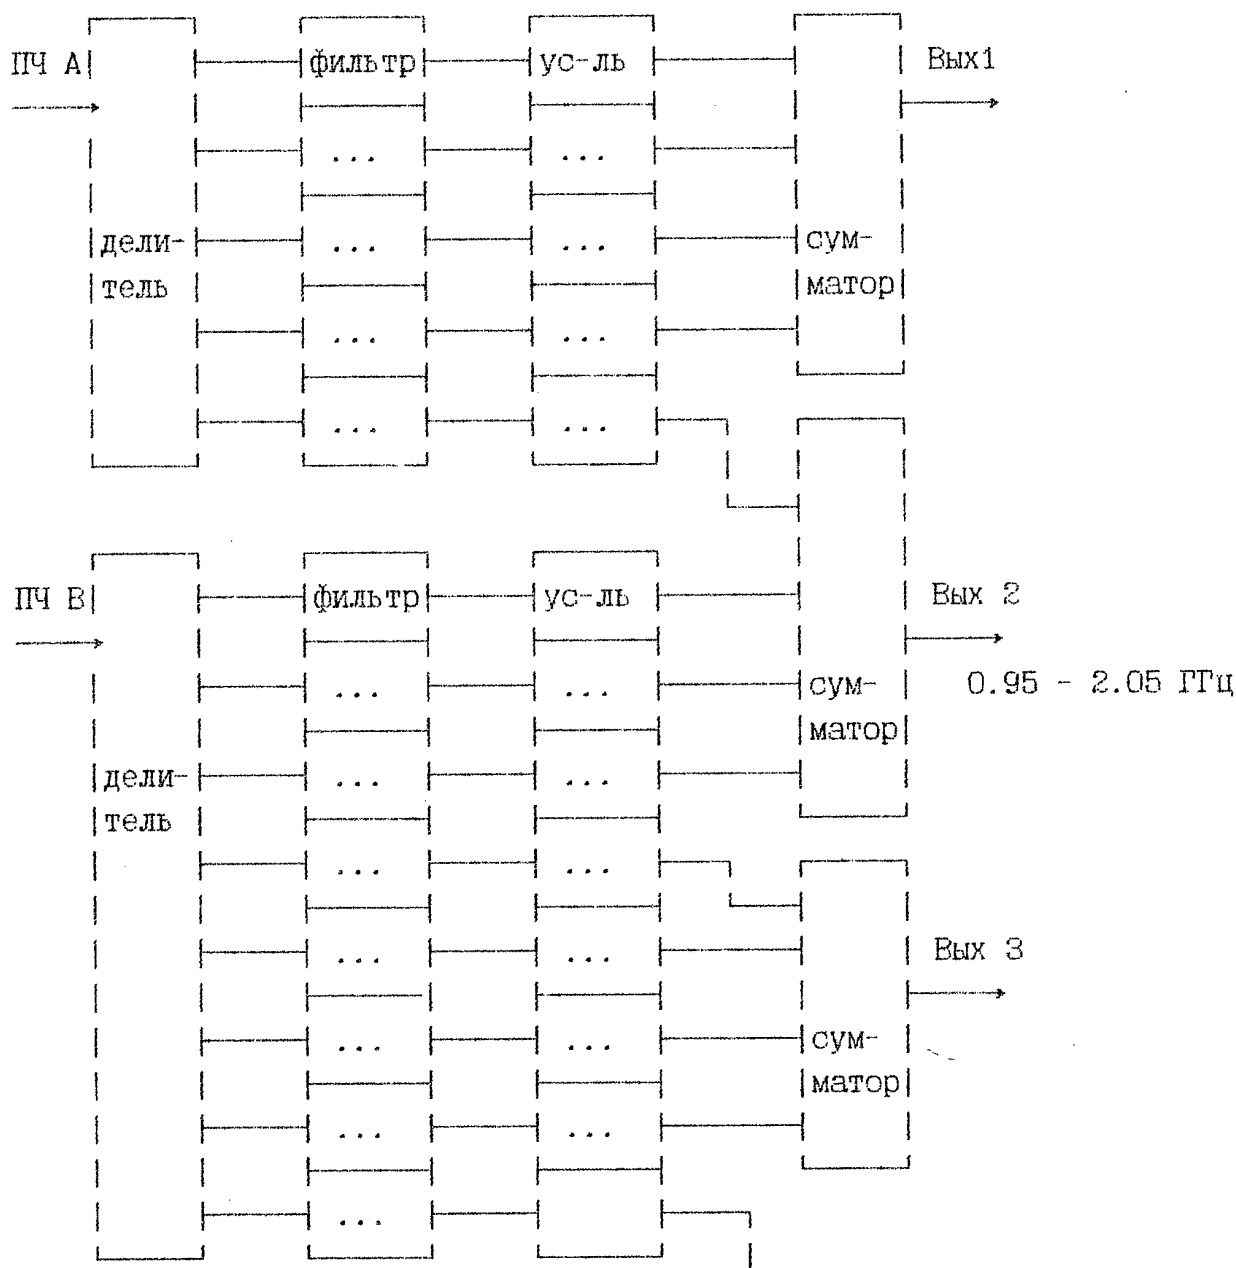 ПЧ А фильтр ус-ль Вых1
... ...
дели- ... ... сум-
тель матор
... ...
... ...
ПЧ В фильтр ус-ль Вых 2
... ... сум- 0.95 - 2.05 ГГц
матор
дели- ... ...
тель
... ...
... ... Вых 3
... ... сум-
матор
... ...
...